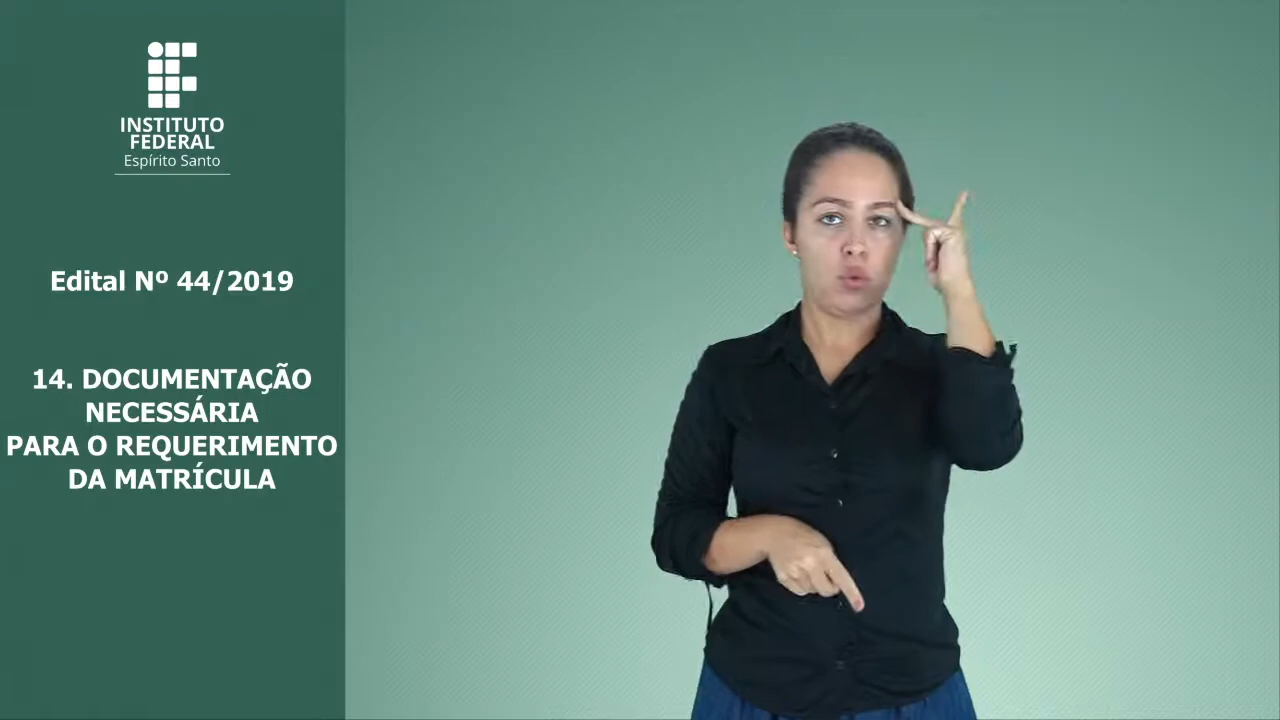 INSTITUTO
FEDERAL
Espírito Santo
Edital Nº 44/2019
14. DOCUMENTAÇÃO
NECESSÁRIA
PARA O REQUERIMENTO
DA MATRÍCULA